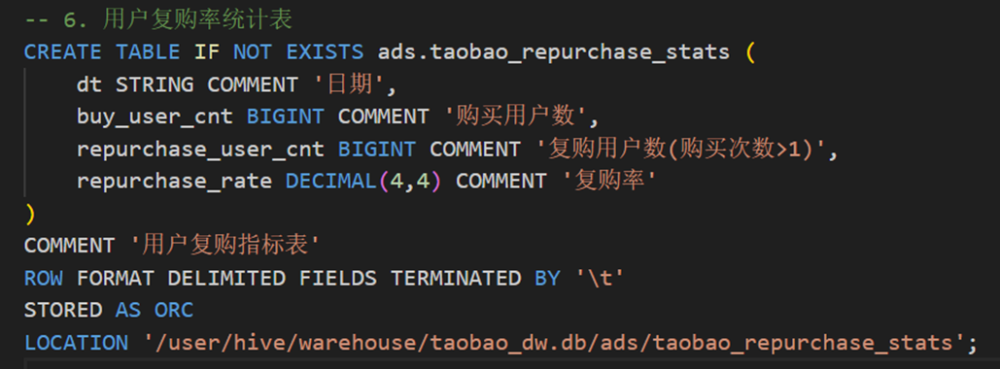 -- 6. 用户复购率统计表
CREATE TABLE IF NOT EXISTS ads.taobao_repurchase_stats (
    dt STRING COMMENT '日期',
    buy_user_cnt BIGINT COMMENT '购买用户数',
    repurchase_user_cnt BIGINT COMMENT '复购用户数(购买次数>1)',
    repurchase_rate DECIMAL(4,4) COMMENT '复购率'
)
COMMENT '用户复购指标表'
ROW FORMAT DELIMITED FIELDS TERMINATED BY '\t'
STORED AS ORC
LOCATION '/user/hive/warehouse/taobao_dw.db/ads/taobao_repurchase_stats';